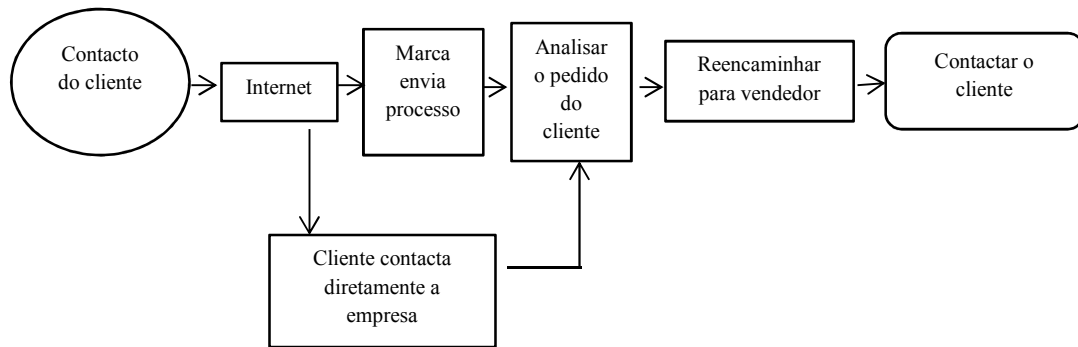 Contacto
do cliente
Internet
Marca
envia
processo
Analisar
o pedido
do
cliente
Reencaminhar
para vendedor
Contactar o
cliente
Cliente contacta
diretamente a
empresa